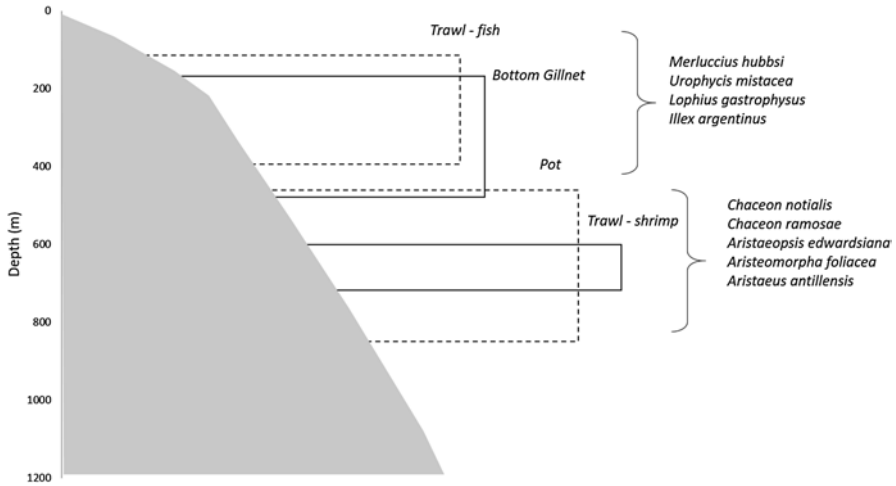 0
Trawl - fish
Bottom Gillnet
Merluccius hubbsi
Urophycis mistacea
Lophius gastrophysus
Illex argentinus
200
400
Pot
Trawl - shrimp
Chaceon notialis
Chaceon ramosae
Aristaeopsis edwardsiana
Aristeomorpha foliacea
Aristaeus antillensis
600
Depth (m)
800
1000
1200